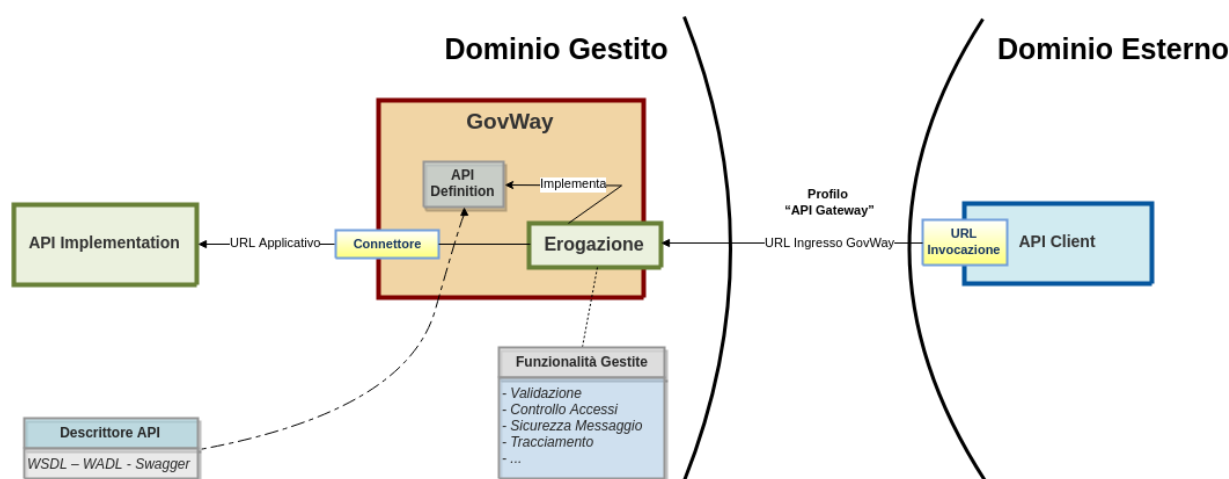 Dominio Gestito
Dominio Esterno
GovWay
API
Definition
Implementa
Profilo
“API Gateway”
API Implementation
URL Applicativo
Connettore
Erogazione
URL Ingresso GovWay
URL
Invocazione
API Client
Funzionalità Gestite
- Validazione
- Controllo Accessi
- Sicurezza Messaggio
- Tracciamento
- ...
Descrittore API
WSDL – WADL - Swagger